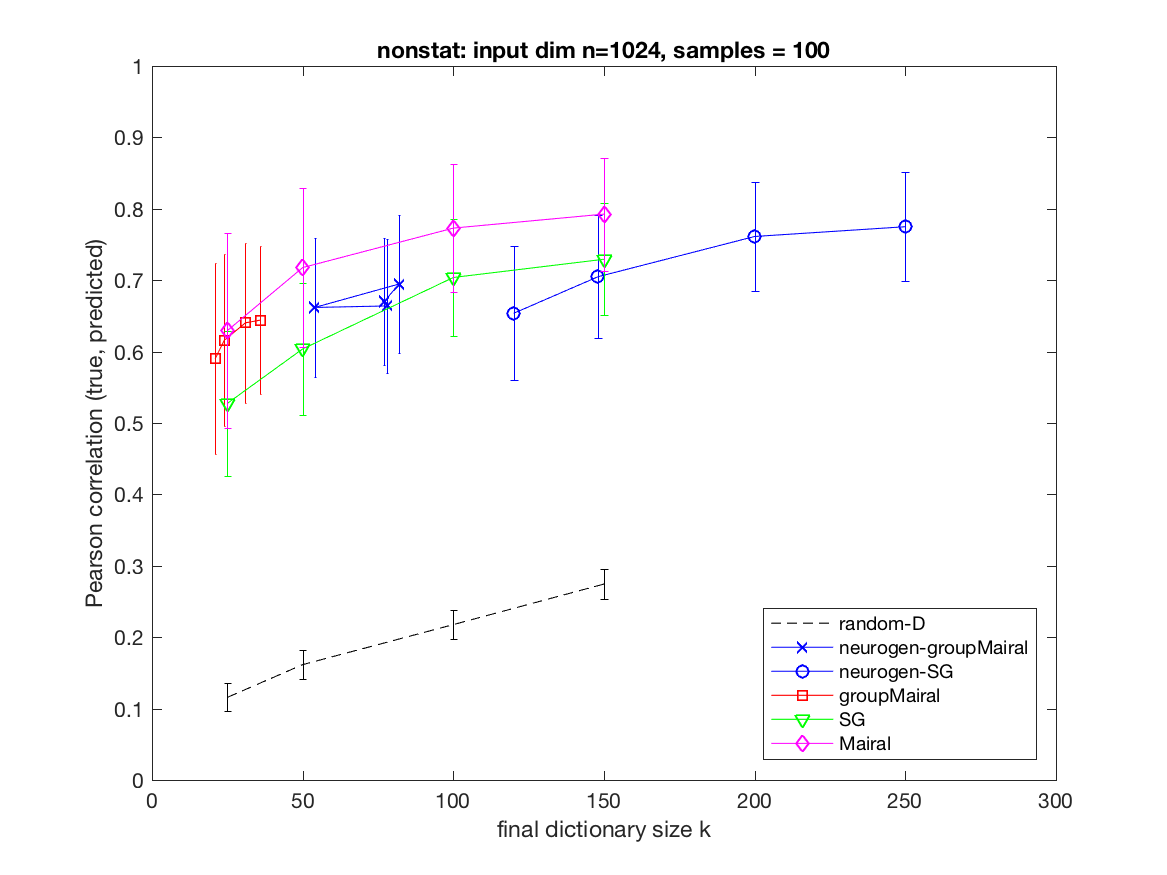 nonstat: input dim n=1024, samples = 100
Pearson correlation (true, predicted)
1
0.9
0.8
0.7
0.6
0.5
0.4
0.3
0.2
0.1
0
0 50 100 150 200 250 300
final dictionary size k
random-D
neurogen-groupMairal
neurogen-SG
groupMairal
SG
Mairal